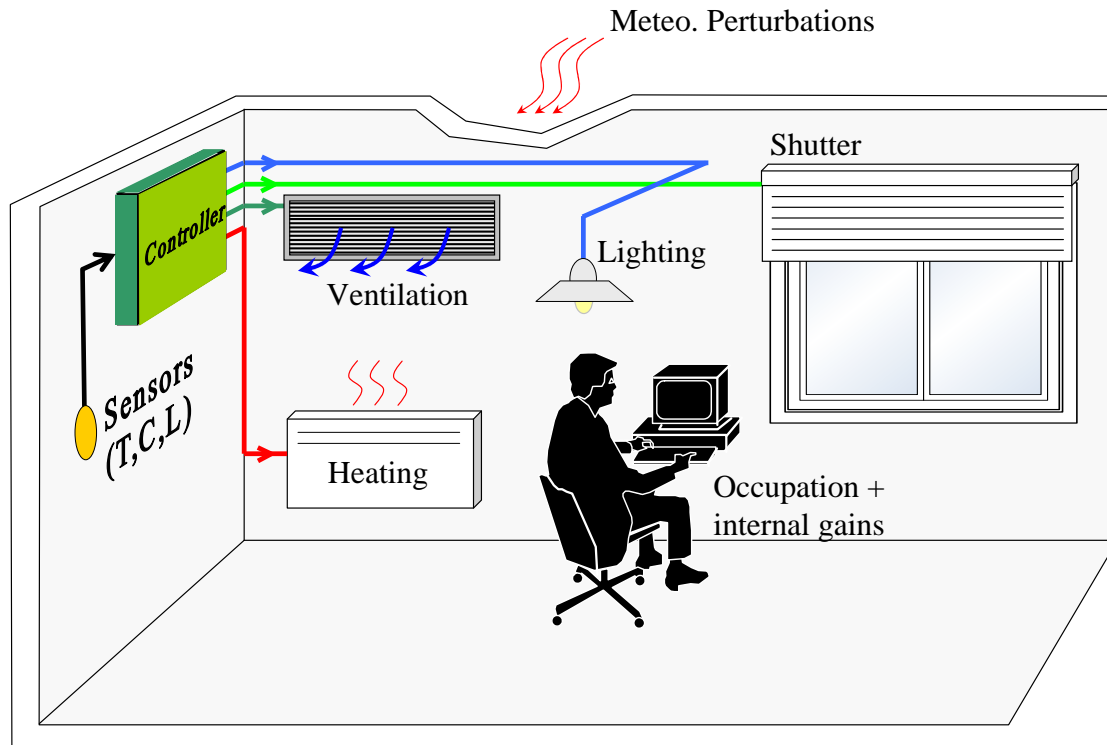 Meteo. Perturbations
Shutter
Controller
Lighting
Ventilation
Sensors
(T,C,L)
Heating
Occupation +
internal gains